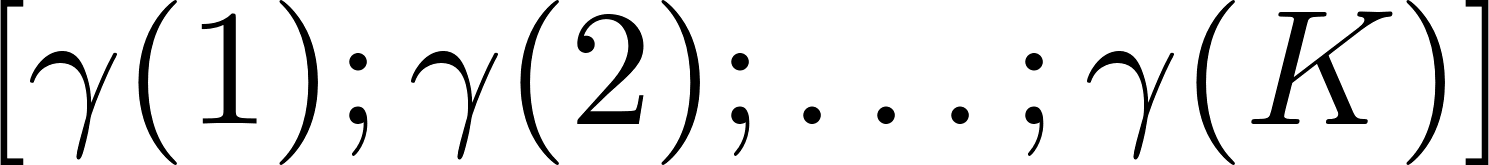 [γ(1); γ(2); . . . ; γ(K)]